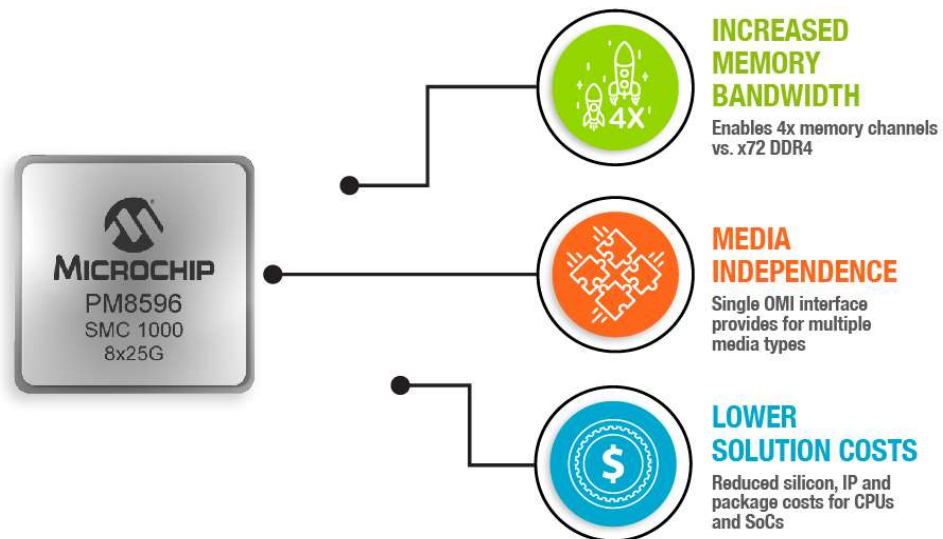 MICROCHIP
PM8596
SMC 1000
8x25G
4X
INCREASED
MEMORY
BANDWIDTH
Enables 4x memory channels
vs. x72 DDR4
MEDIA
INDEPENDENCE
Single OMI interface
provides for multiple
media types
$
LOWER
SOLUTION COSTS
Reduced silicon, IP and
package costs for CPUs
and SoCs